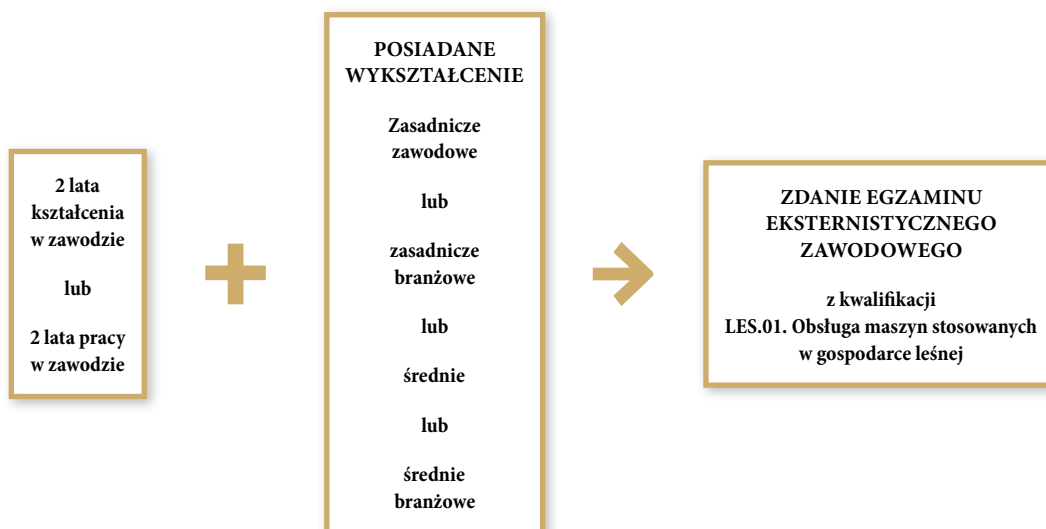 2 lata
kształcenia
w zawodzie
lub
2 lata pracy
w zawodzie
POSIADANE
WYKSZTAŁCENIE
Zasadnicze
zawodowe
lub
zasadnicze
branżowe
lub
średnie
lub
średnie
branżowe
ZDANIE EGZAMINU
EKSTERNISTYCZNEGO
ZAWODOWEGO
z kwalifikacji
LES.01. Obsługa maszyn stosowanych
w gospodarce leśnej